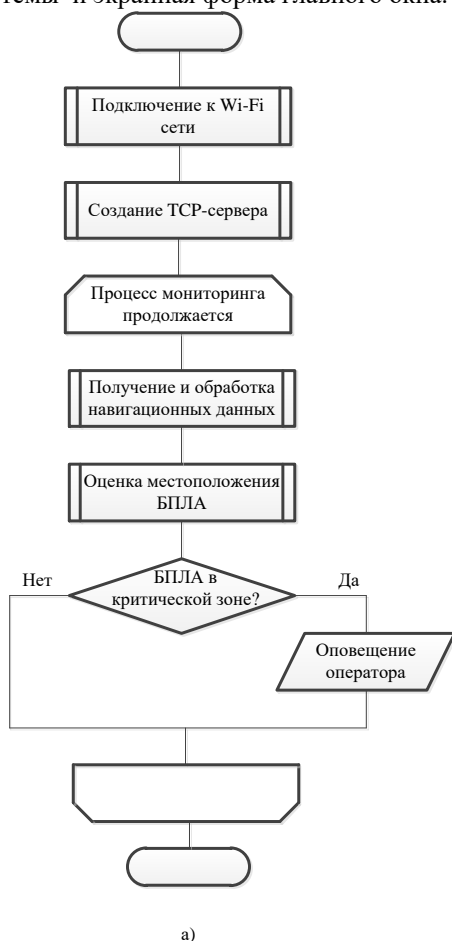 темы и экранная форма главного окна.
Подключение к Wi-Fi
сети
Создание TCP-сервера
Процесс мониторинга
продолжается
Получение и обработка
навигационных данных
Оценка местоположения
БПЛА
БПЛА в
критической зоне?
Нет
Да
Оповещение
оператора
а)